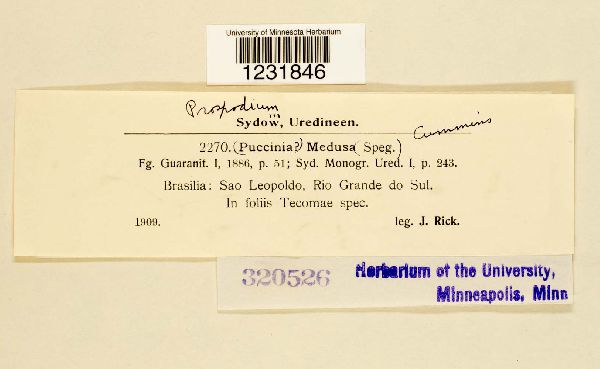 University of Minnesota Herbarium
1231846
Prospodium
Sydow, Uredineen.
2270. (Puccinia?) Medusa (Speg.) Cummins
Fg. Guaranit. I, 1886, p. 51; Syd. Monogr. Ured. I, p. 243.
Brasilia: Sao Leopoldo, Rio Grande do Sul.
In foliis Tecomae spec.
1909. leg. J. Rick.
320526 Herbarium of the University,
Minneapolis, Minn